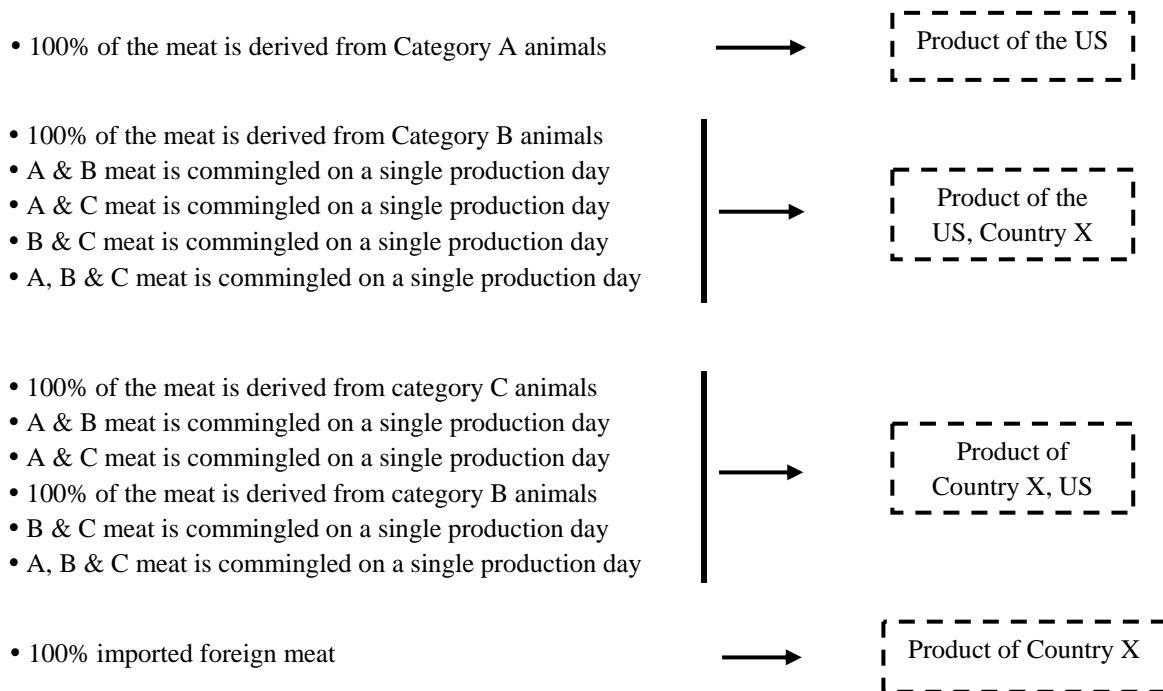 • 100% of the meat is derived from Category A animals
Product of the US
• 100% of the meat is derived from Category B animals
• A & B meat is commingled on a single production day
• A & C meat is commingled on a single production day
• B & C meat is commingled on a single production day
• A, B & C meat is commingled on a single production day
Product of the
US, Country X
• 100% of the meat is derived from category C animals
• A & B meat is commingled on a single production day
• A & C meat is commingled on a single production day
• 100% of the meat is derived from category B animals
• B & C meat is commingled on a single production day
• A, B & C meat is commingled on a single production day
Product of
Country X, US
• 100% imported foreign meat
Product of Country X